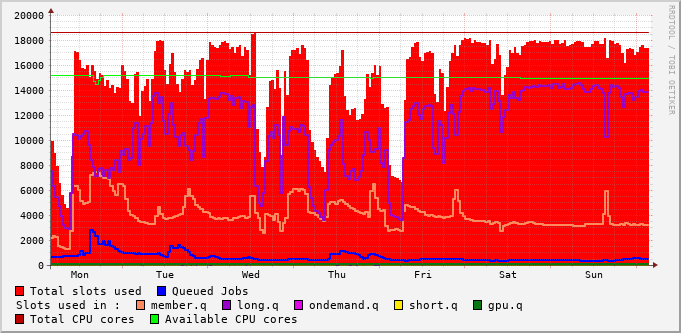 20000
18000
16000
14000
12000
10000
8000
6000
4000
2000
0
Mon Tue Wed Thu Fri Sat Sun
RRDTOOL / TOBI OETIKER
Total slots used Queued Jobs
Slots used in : member.q long.q ondemand.q short.q gpu.q
Total CPU cores Available CPU cores